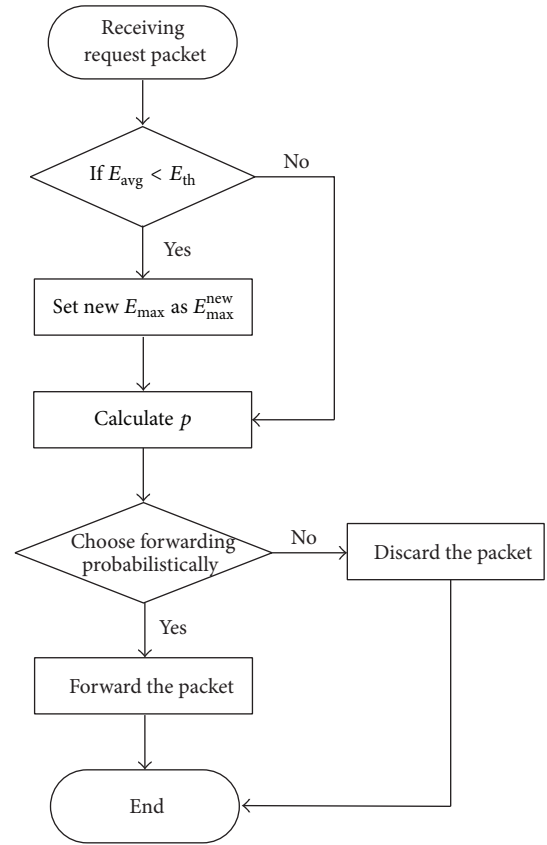 Receiving
request packet
If E_avg < E_th
No
Yes
Set new E_max as E_max^new
Calculate p
Choose forwarding
probabilistically
No
Discard the packet
Yes
Forward the packet
End